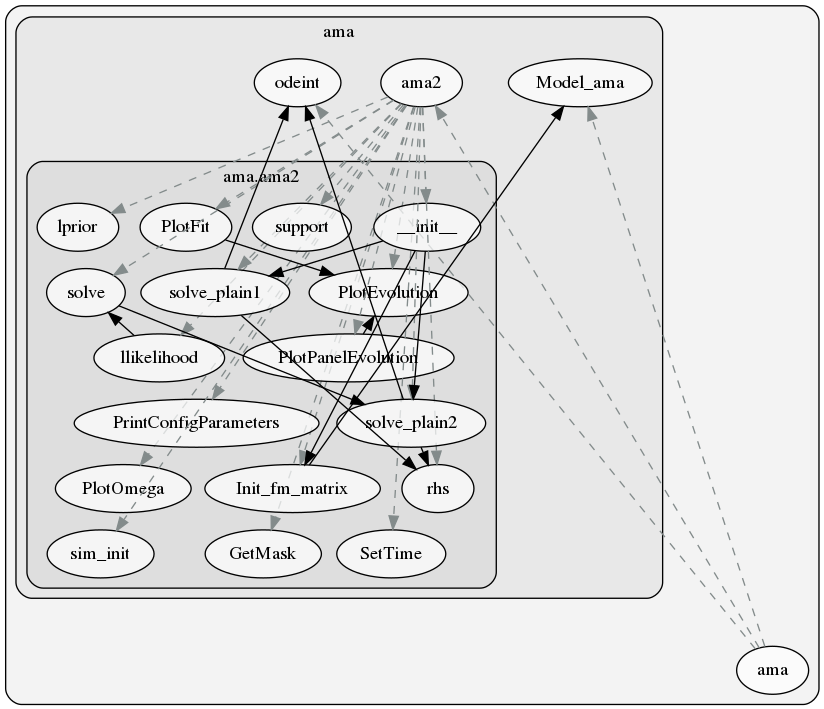 ama
odeint
ama2
Model_ama
ama.ama2
lprior
PlotFit
support
__init__
solve
solve_plain1
PlotEvolution
llikelihood
PlotPanelEvolution
PrintConfigParameters
solve_plain2
PlotOmega
Init_fm_matrix
rhs
sim_init
GetMask
SetTime
ama